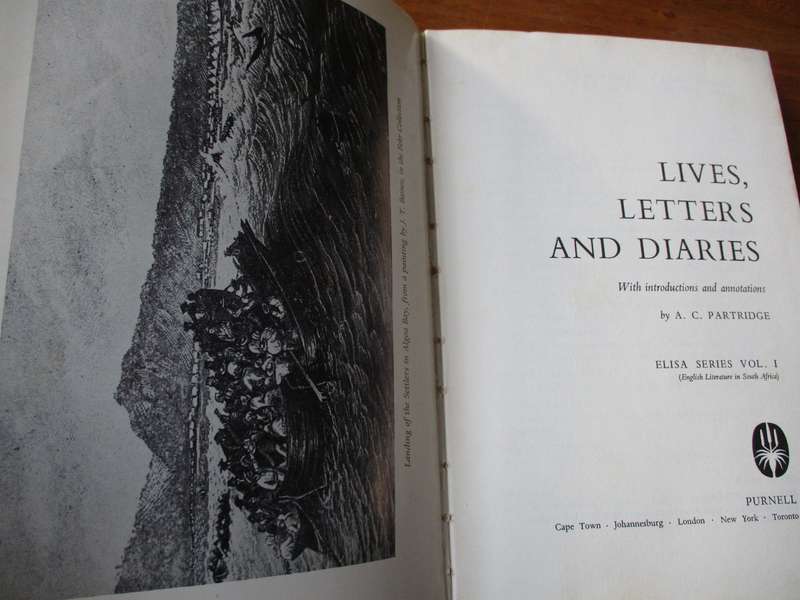 Landing of the Settlers in Algoa Bay, from a painting by J. T. Baines, in the Fehr Collection
LIVES,
LETTERS
AND DIARIES
With introductions and annotations
by A. C. PARTRIDGE
ELISA SERIES VOL. I
(English Literature in South Africa)
PURNELL
Cape Town · Johannesburg · London · New York · Toronto